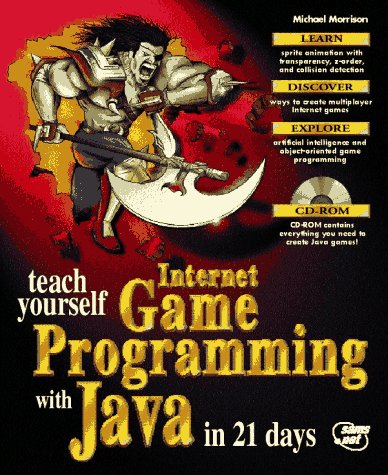 Michael Morrison
LEARN
sprite animation with
transparency, z-order,
and collision detection
DISCOVER
ways to create multiplayer
Internet games
EXPLORE
artificial intelligence and
object-oriented game
programming
CD-ROM
CD-ROM contains
everything you need to
create Java games!
teach
yourself
Internet
Game
Programming
with Java in 21 days
sams
net